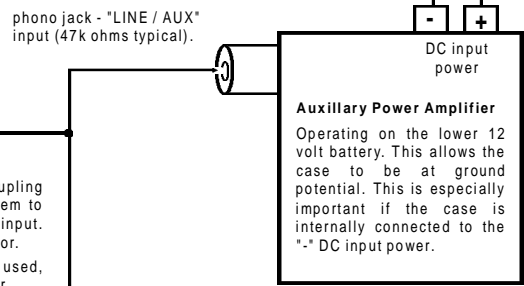 phono jack - "LINE / AUX"
input (47k ohms typical).
- +
DC input
power
Auxillary Power Amplifier
Operating on the lower 12
volt battery. This allows the
case to be at ground
potential. This is especially
important if the case is
internally connected to the
"-" DC input power.
upling
em to
input.
or.
used,